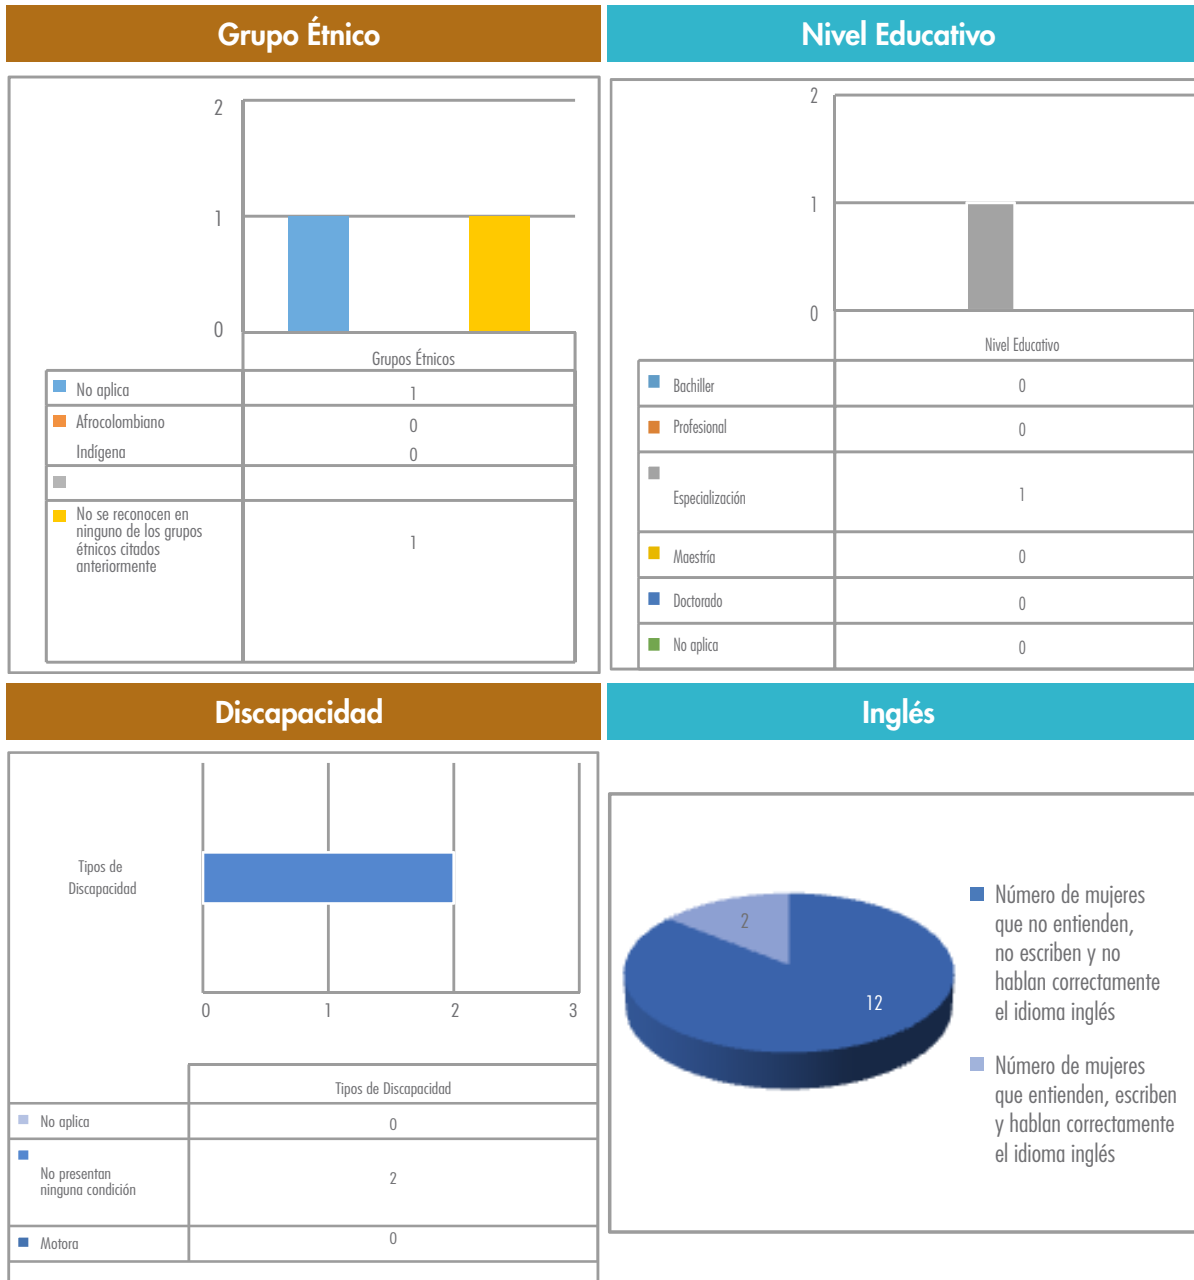 Grupo Étnico
2
1
0
Grupos Étnicos
No aplica 1
Afrocolombiano 0
Indígena 0
No se reconocen en
ninguno de los grupos
étnicos citados
anteriormente
1
Nivel Educativo
2
1
0
Nivel Educativo
Bachiller 0
Profesional 0
Especialización 1
Maestría 0
Doctorado 0
No aplica 0
Discapacidad
Tipos de
Discapacidad
0 1 2 3
Tipos de Discapacidad
No aplica 0
No presentan
ninguna condición
2
Motora 0
Inglés
2
12
Número de mujeres
que no entienden,
no escriben y no
hablan correctamente
el idioma inglés
Número de mujeres
que entienden, escriben
y hablan correctamente
el idioma inglés